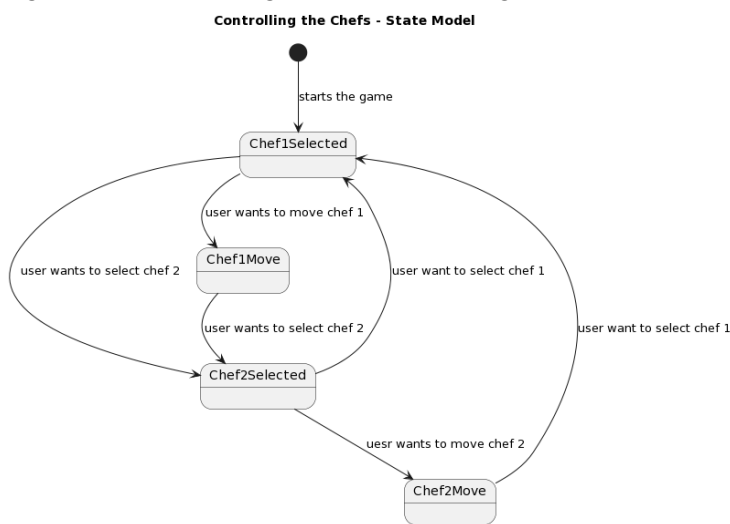 Controlling the Chefs - State Model
starts the game
Chef1Selected
user wants to move chef 1
user wants to select chef 2
Chef1Move
user want to select chef 1
user wants to select chef 2
user want to select chef 1
Chef2Selected
uesr wants to move chef 2
Chef2Move